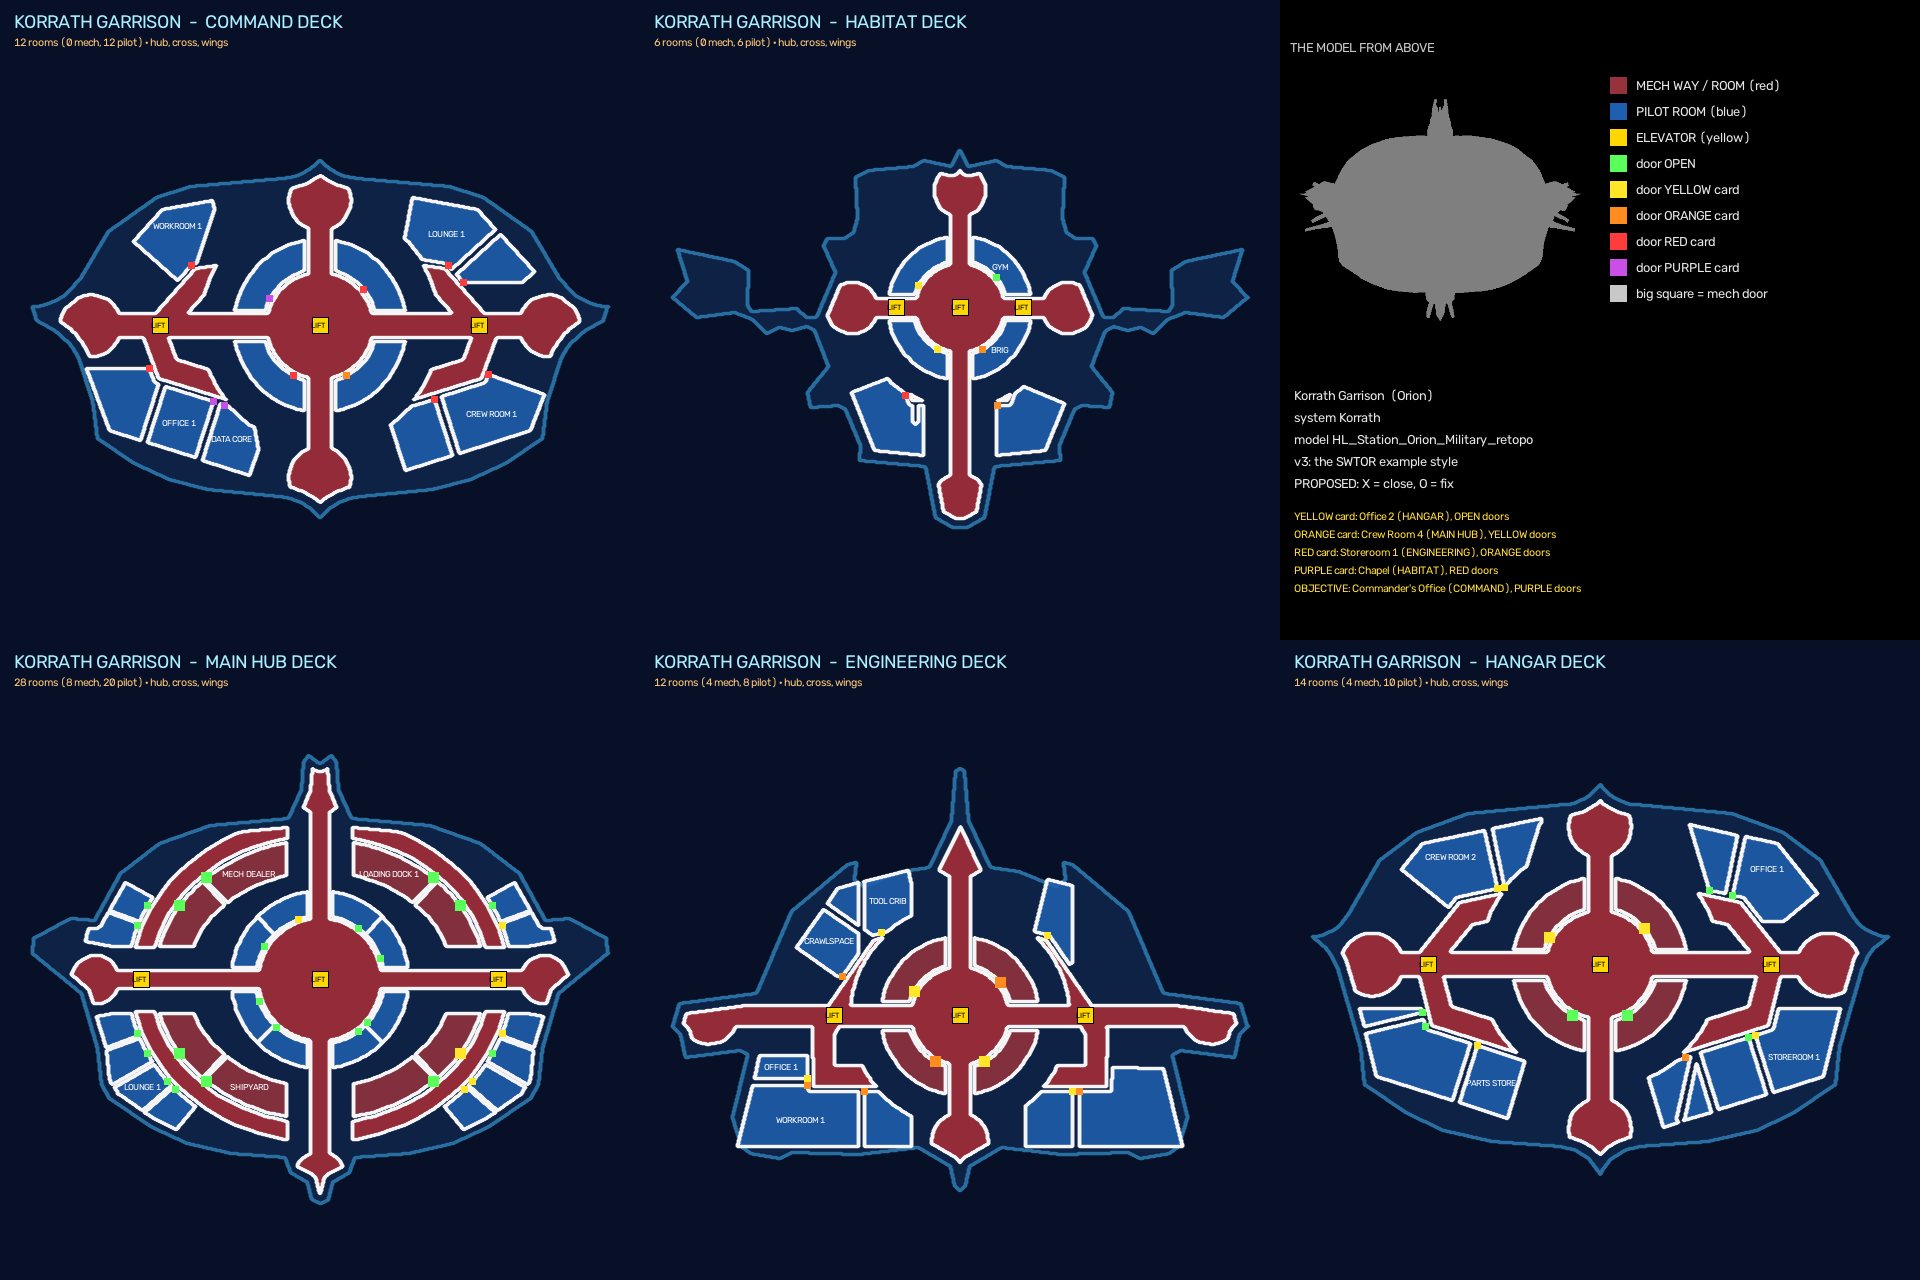 KORRATH GARRISON - COMMAND DECK
12 rooms (0 mech, 12 pilot) • hub, cross, wings
WORKROOM 1
LOUNGE 1
LIFT
LIFT
LIFT
OFFICE 1
DATA CORE
CREW ROOM 1
KORRATH GARRISON - HABITAT DECK
6 rooms (0 mech, 6 pilot) • hub, cross, wings
GYM
LIFT
LIFT
LIFT
BRIG
THE MODEL FROM ABOVE
MECH WAY / ROOM (red)
PILOT ROOM (blue)
ELEVATOR (yellow)
door OPEN
door YELLOW card
door ORANGE card
door RED card
door PURPLE card
big square = mech door
Korrath Garrison (Orion)
system Korrath
model HL_Station_Orion_Military_retopo
v3: the SWTOR example style
PROPOSED: X = close, O = fix
YELLOW card: Office 2 (HANGAR), OPEN doors
ORANGE card: Crew Room 4 (MAIN HUB), YELLOW doors
RED card: Storeroom 1 (ENGINEERING), ORANGE doors
PURPLE card: Chapel (HABITAT), RED doors
OBJECTIVE: Commander's Office (COMMAND), PURPLE doors
KORRATH GARRISON - MAIN HUB DECK
28 rooms (8 mech, 20 pilot) • hub, cross, wings
MECH DEALER
LOADING DOCK 1
LIFT
LIFT
LIFT
LOUNGE 1
SHIPYARD
KORRATH GARRISON - ENGINEERING DECK
12 rooms (4 mech, 8 pilot) • hub, cross, wings
TOOL CRIB
CRAWLSPACE
LIFT
LIFT
LIFT
OFFICE 1
WORKROOM 1
KORRATH GARRISON - HANGAR DECK
14 rooms (4 mech, 10 pilot) • hub, cross, wings
CREW ROOM 2
OFFICE 1
LIFT
LIFT
LIFT
STOREROOM 1
PARTS STORE